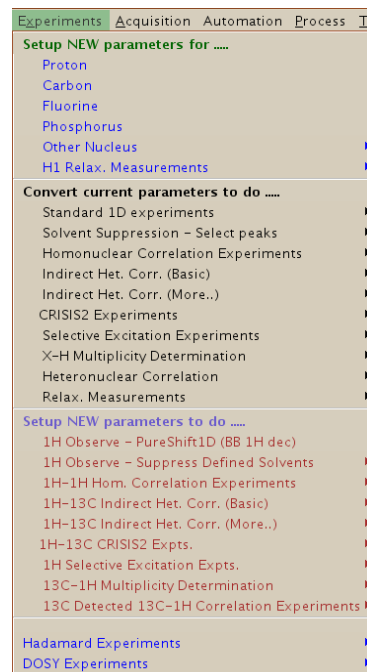 Experiments Acquisition Automation Process
Setup NEW parameters for .....
Proton
Carbon
Fluorine
Phosphorus
Other Nucleus
H1 Relax. Measurements
Convert current parameters to do .....
Standard 1D experiments
Solvent Suppression – Select peaks
Homonuclear Correlation Experiments
Indirect Het. Corr. (Basic)
Indirect Het. Corr. (More..)
CRISIS2 Experiments
Selective Excitation Experiments
X–H Multiplicity Determination
Heteronuclear Correlation
Relax. Measurements
Setup NEW parameters to do .....
1H Observe – PureShift1D (BB 1H dec)
1H Observe – Suppress Defined Solvents
1H–1H Hom. Correlation Experiments
1H–13C Indirect Het. Corr. (Basic)
1H–13C Indirect Het. Corr. (More..)
1H–13C CRISIS2 Expts.
1H Selective Excitation Expts.
13C–1H Multiplicity Determination
13C Detected 13C–1H Correlation Experiments
Hadamard Experiments
DOSY Experiments